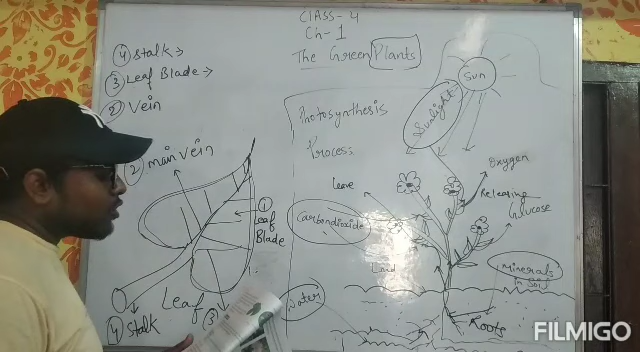 Class - 4
Ch - 1
The Green Plants
④ Stalk →
③ Leaf Blade →
② Vein
② main vein
① Leaf Blade
Leaf
④ Stalk
③
Photosynthesis
Process
Sun
Sunlight
Oxygen
Releasing
Glucose
Leave
Carbondioxide
Water
Minerals
in Soil
Roots
FILMIGO